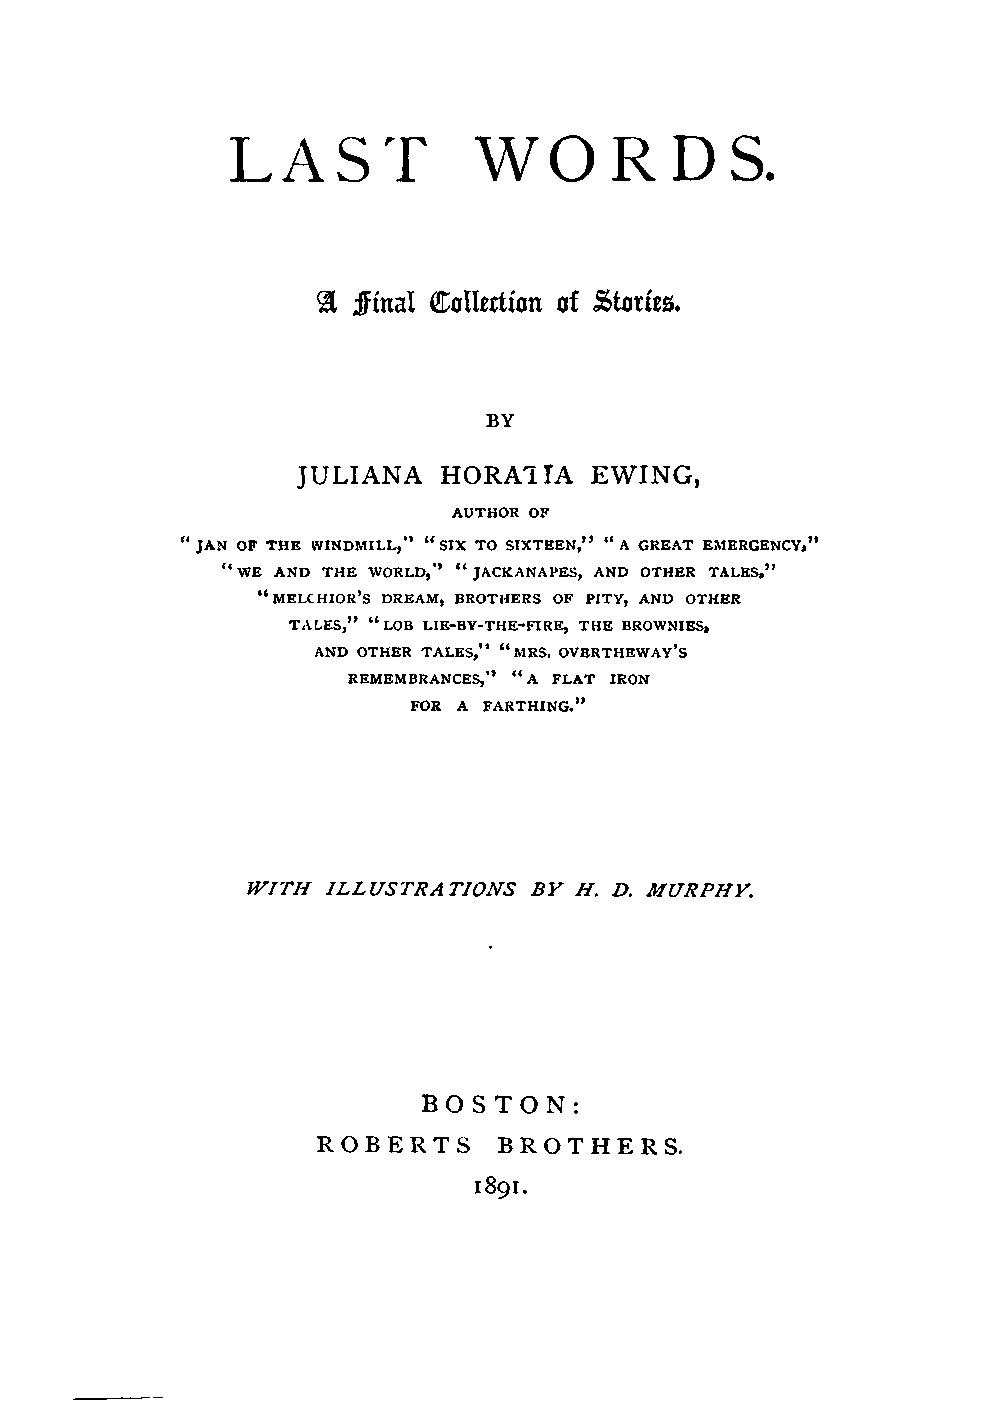 LAST WORDS.
A Final Collection of Stories.
BY
JULIANA HORATIA EWING,
AUTHOR OF
"JAN OF THE WINDMILL," "SIX TO SIXTEEN," "A GREAT EMERGENCY,"
"WE AND THE WORLD," "JACKANAPES, AND OTHER TALES,"
"MELCHIOR'S DREAM, BROTHERS OF PITY, AND OTHER
TALES," "LOB LIE-BY-THE-FIRE, THE BROWNIES,
AND OTHER TALES," "MRS. OVERTHEWAY'S
REMEMBRANCES," "A FLAT IRON
FOR A FARTHING."
WITH ILLUSTRATIONS BY H. D. MURPHY.
BOSTON:
ROBERTS BROTHERS.
1891.